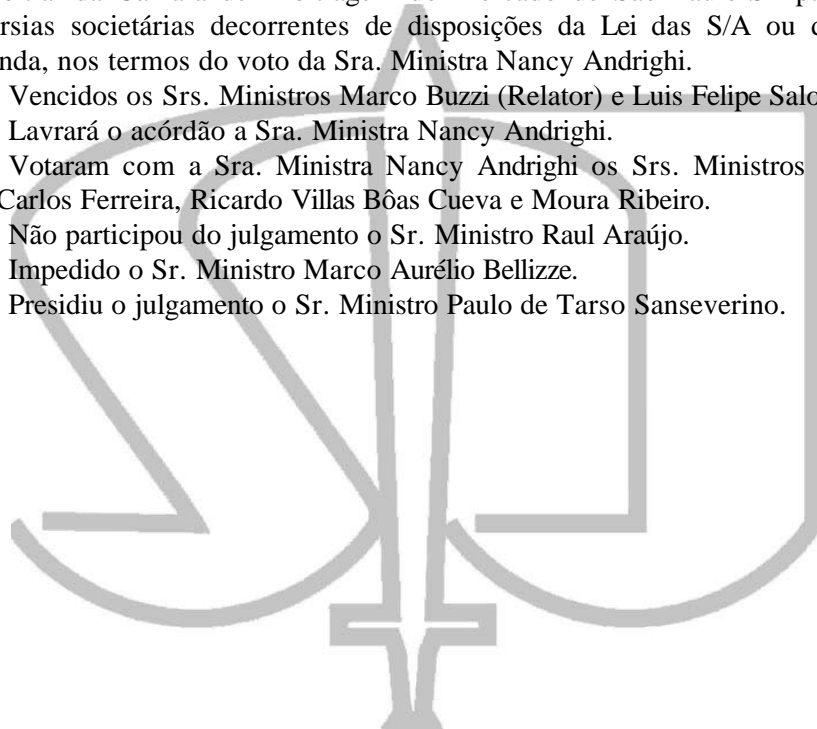 rsias societárias decorrentes de disposições da Lei das S/A ou d
nda, nos termos do voto da Sra. Ministra Nancy Andrighi.
Vencidos os Srs. Ministros Marco Buzzi (Relator) e Luis Felipe Salo
Lavrará o acórdão a Sra. Ministra Nancy Andrighi.
Votaram com a Sra. Ministra Nancy Andrighi os Srs. Ministros
Carlos Ferreira, Ricardo Villas Bôas Cueva e Moura Ribeiro.
Não participou do julgamento o Sr. Ministro Raul Araújo.
Impedido o Sr. Ministro Marco Aurélio Bellizze.
Presidiu o julgamento o Sr. Ministro Paulo de Tarso Sanseverino.